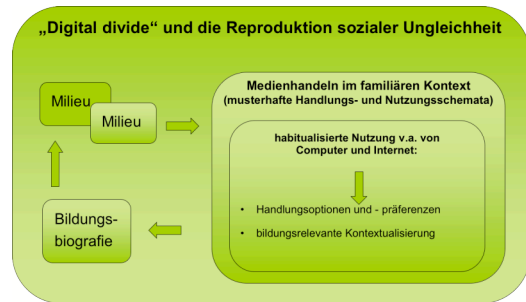 „Digital divide“ und die Reproduktion sozialer Ungleichheit
Medienhandeln im familiären Kontext
(musterhafte Handlungs- und Nutzungsschemata)
Milieu
Milieu
habitualisierte Nutzung v.a. von
Computer und Internet:
• Handlungsoptionen und - präferenzen
• bildungsrelevante Kontextualisierung
Bildungs-
biografie